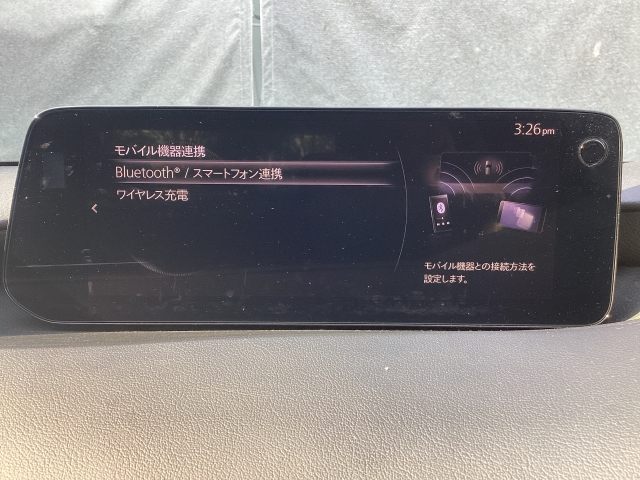 3:26 pm
モバイル機器連携
Bluetooth® / スマートフォン連携
ワイヤレス充電
モバイル機器との接続方法を
設定します。